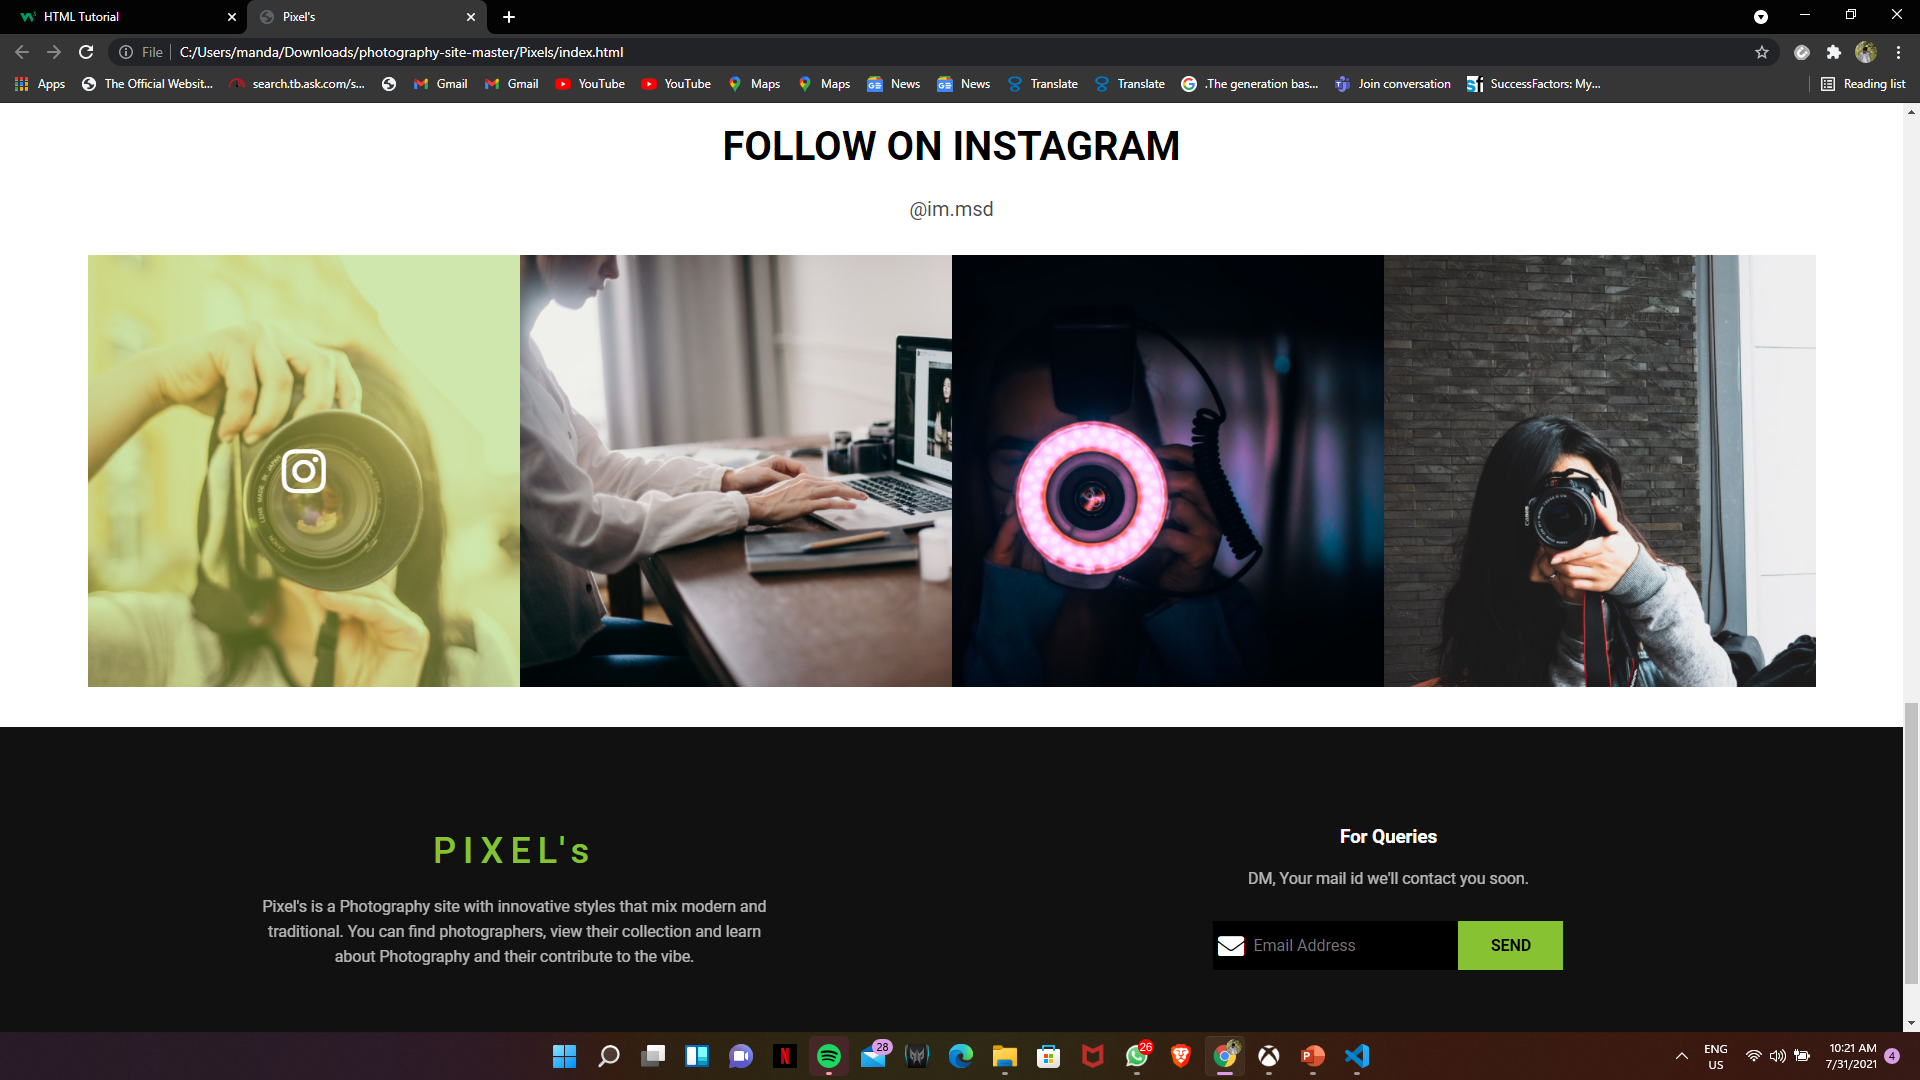 HTML Tutorial
Pixel's
File
C:/Users/manda/Downloads/photography-site-master/Pixels/index.html
Apps
The Official Websit...
search.tb.ask.com/s...
Gmail
Gmail
YouTube
YouTube
Maps
Maps
News
News
Translate
Translate
.The generation bas...
Join conversation
SuccessFactors: My...
Reading list
FOLLOW ON INSTAGRAM
@im.msd
PIXEL's
Pixel's is a Photography site with innovative styles that mix modern and
traditional. You can find photographers, view their collection and learn
about Photography and their contribute to the vibe.
For Queries
DM, Your mail id we'll contact you soon.
Email Address
SEND
28
26
ENG
US
10:21 AM
7/31/2021
4